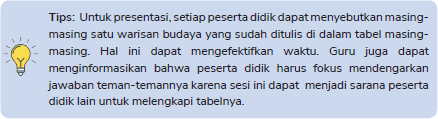 Tips: Untuk presentasi, setiap peserta didik dapat menyebutkan masing-
masing satu warisan budaya yang sudah ditulis di dalam tabel masing-
masing. Hal ini dapat mengefektifkan waktu. Guru juga dapat
menginformasikan bahwa peserta didik harus fokus mendengarkan
jawaban teman-temannya karena sesi ini dapat menjadi sarana peserta
didik lain untuk melengkapi tabelnya.